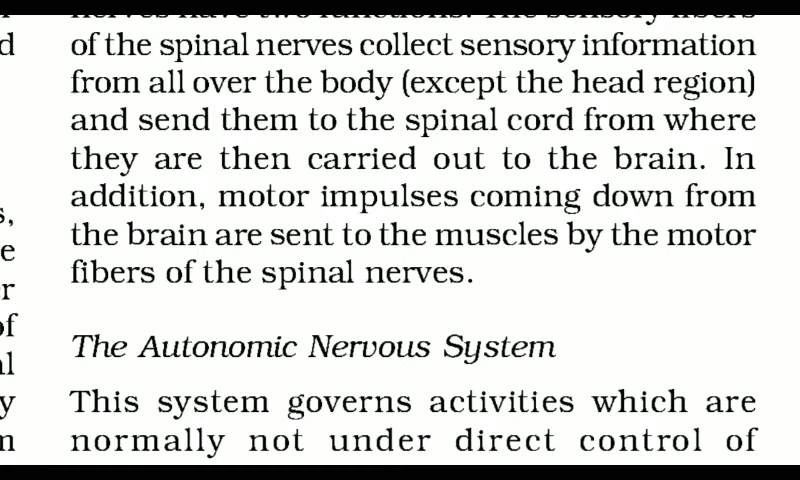 of the spinal nerves collect sensory information
from all over the body (except the head region)
and send them to the spinal cord from where
they are then carried out to the brain. In
addition, motor impulses coming down from
the brain are sent to the muscles by the motor
fibers of the spinal nerves.
The Autonomic Nervous System
This system governs activities which are
normally not under direct control of